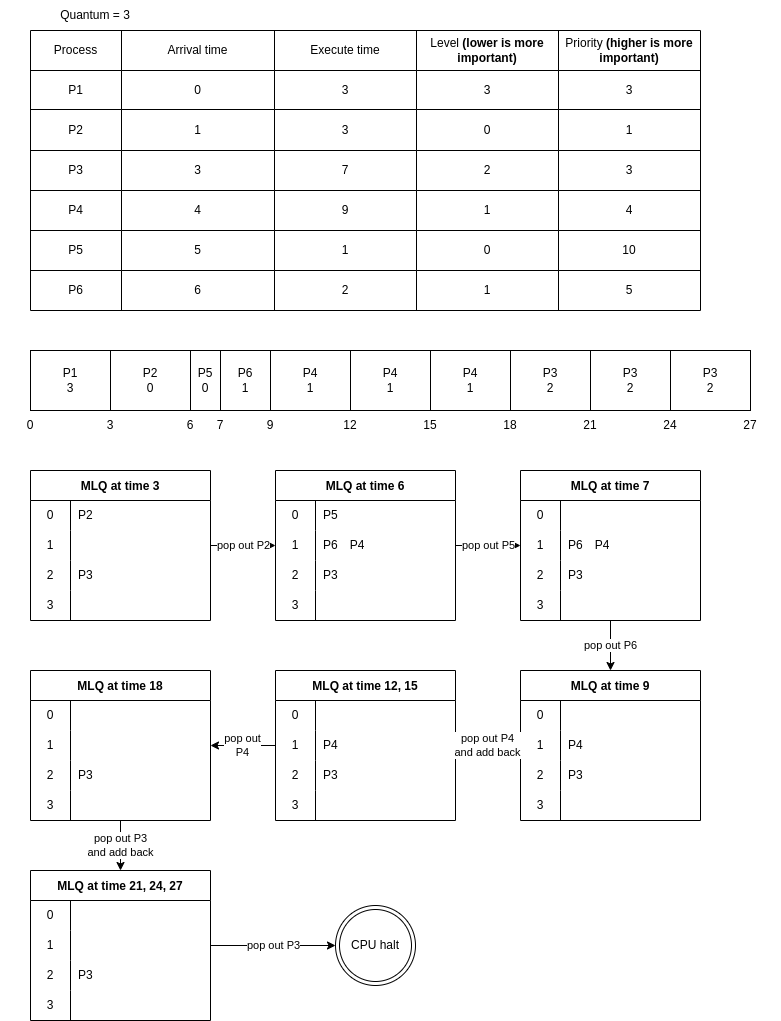 Quantum = 3
Process Arrival time Execute time Level (lower is more important) Priority (higher is more important)
P1 0 3 3 3
P2 1 3 0 1
P3 3 7 2 3
P4 4 9 1 4
P5 5 1 0 10
P6 6 2 1 5
P1 P2 P5 P6 P4 P4 P4 P3 P3 P3
3 0 0 1 1 1 1 2 2 2
0 3 6 7 9 12 15 18 21 24 27
MLQ at time 3
0 P2
1
2 P3
3
pop out P2
MLQ at time 6
0 P5
1 P6 P4
2 P3
3
pop out P5
MLQ at time 7
0
1 P6 P4
2 P3
3
pop out P6
MLQ at time 9
0
1 P4
2 P3
3
pop out P4
and add back
MLQ at time 12, 15
0
1 P4
2 P3
3
pop out
P4
MLQ at time 18
0
1
2 P3
3
pop out P3
and add back
MLQ at time 21, 24, 27
0
1
2 P3
3
pop out P3
CPU halt